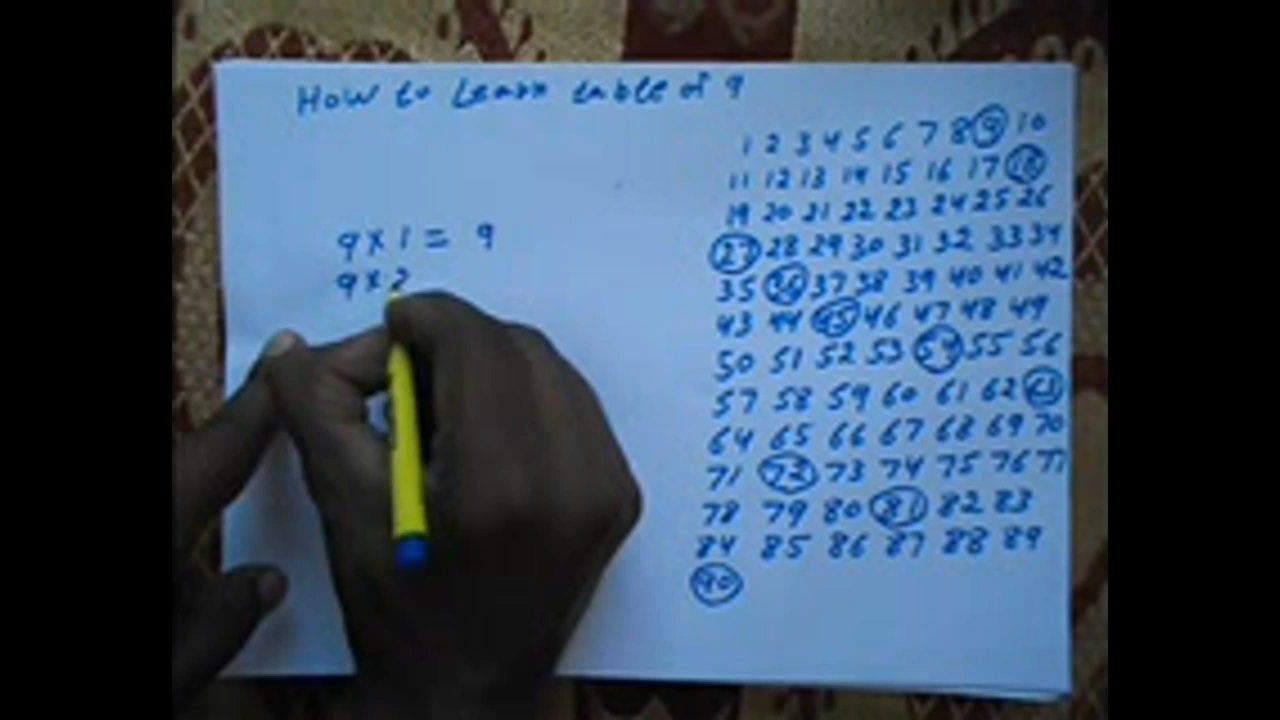 How to Learn table of 9
9 x 1 = 9
9 x 2
1 2 3 4 5 6 7 8 9 10
11 12 13 14 15 16 17 18
19 20 21 22 23 24 25 26
27 28 29 30 31 32 33 34
35 36 37 38 39 40 41 42
43 44 45 46 47 48 49
50 51 52 53 54 55 56
57 58 59 60 61 62 63
64 65 66 67 68 69 70
71 72 73 74 75 76 77
78 79 80 81 82 83
84 85 86 87 88 89
90